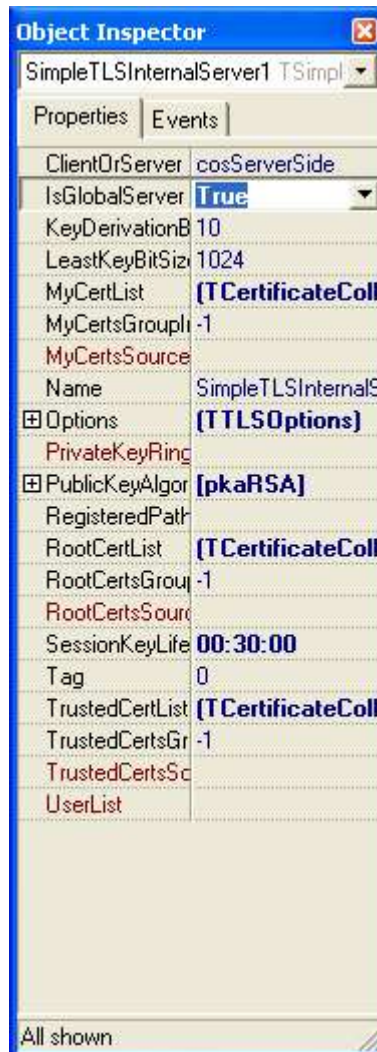 Object Inspector
SimpleTLSInternalServer1 TSimpl
Properties Events
ClientOrServer cosServerSide
IsGlobalServer True
KeyDerivationB 10
LeastKeyBitSiz 1024
MyCertList (TCertificateColl
MyCertsGroupI -1
MyCertsSource
Name SimpleTLSInternalS
Options (TTLSOptions)
PrivateKeyRing
PublicKeyAlgor [pkaRSA]
RegisteredPath
RootCertList (TCertificateColl
RootCertsGrou -1
RootCertsSourc
SessionKeyLife 00:30:00
Tag 0
TrustedCertList (TCertificateColl
TrustedCertsGr -1
TrustedCertsSc
UserList
All shown